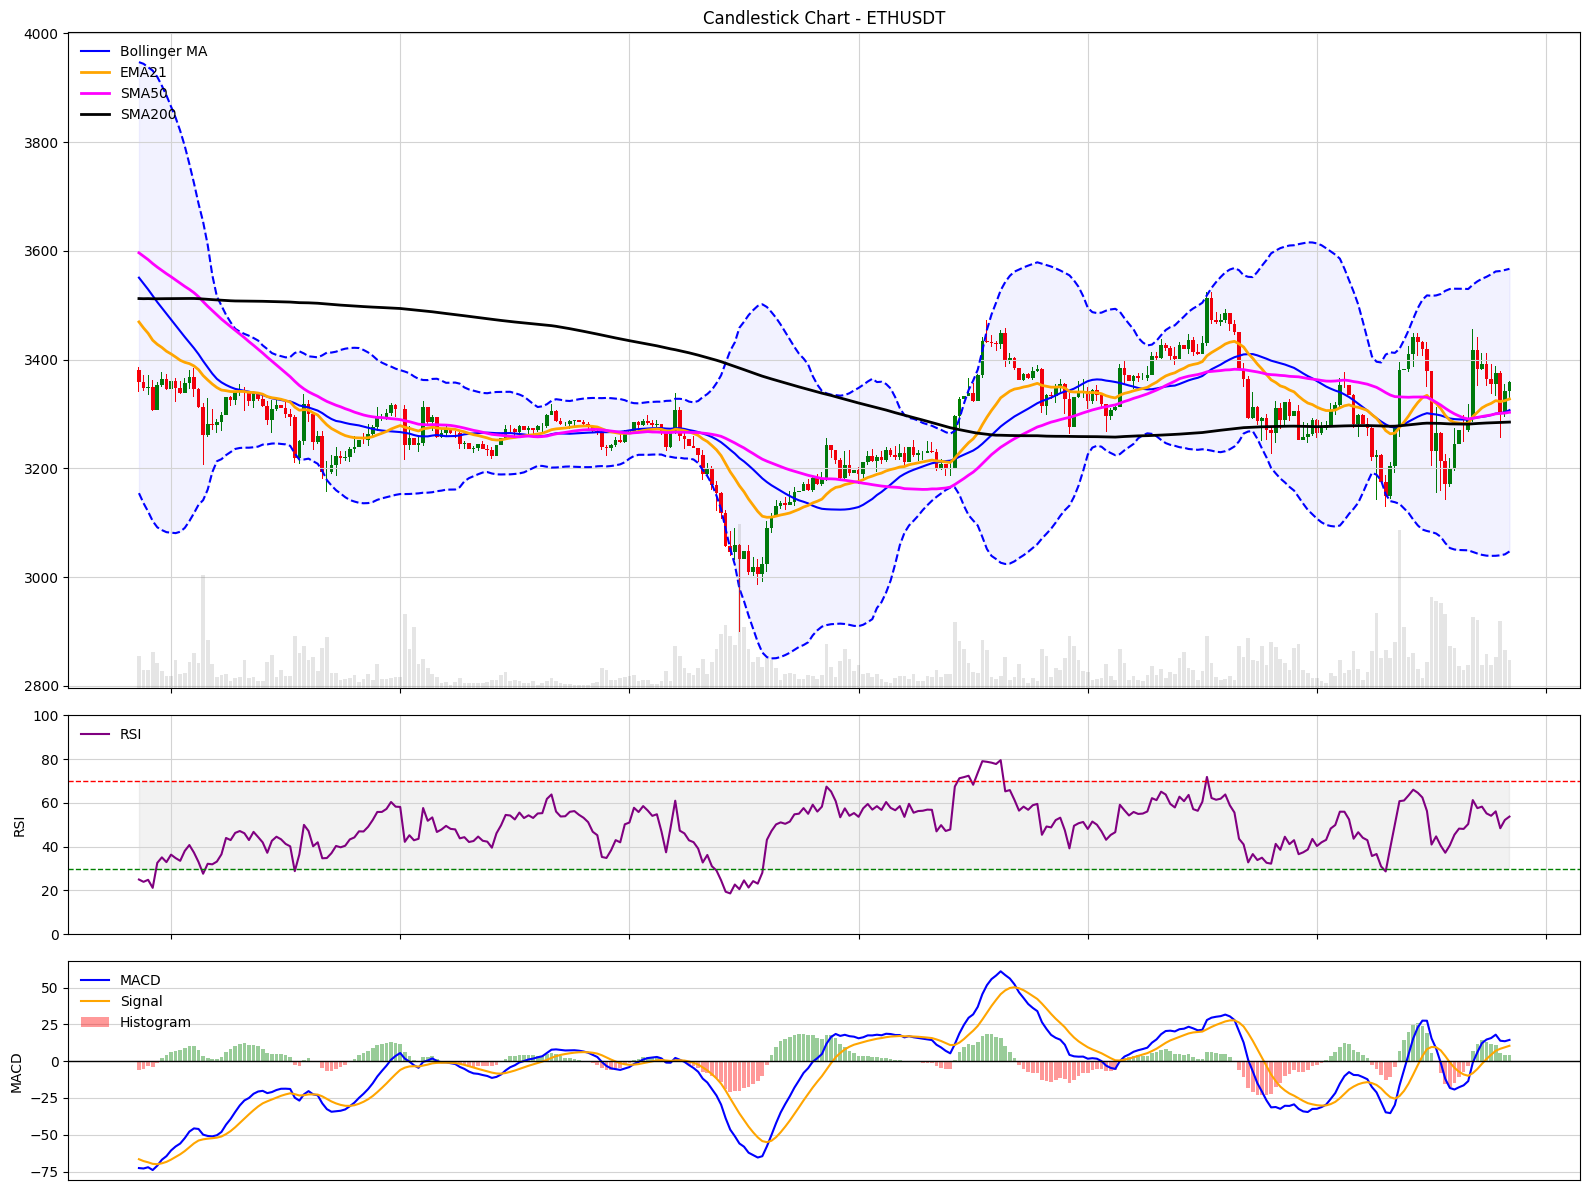 Candlestick Chart - ETHUSDT
4000
3800
3600
3400
3200
3000
2800
Bollinger MA
EMA21
SMA50
SMA200
100
80
60
40
20
0
RSI
RSI
50
25
0
−25
−50
−75
MACD
MACD
Signal
Histogram